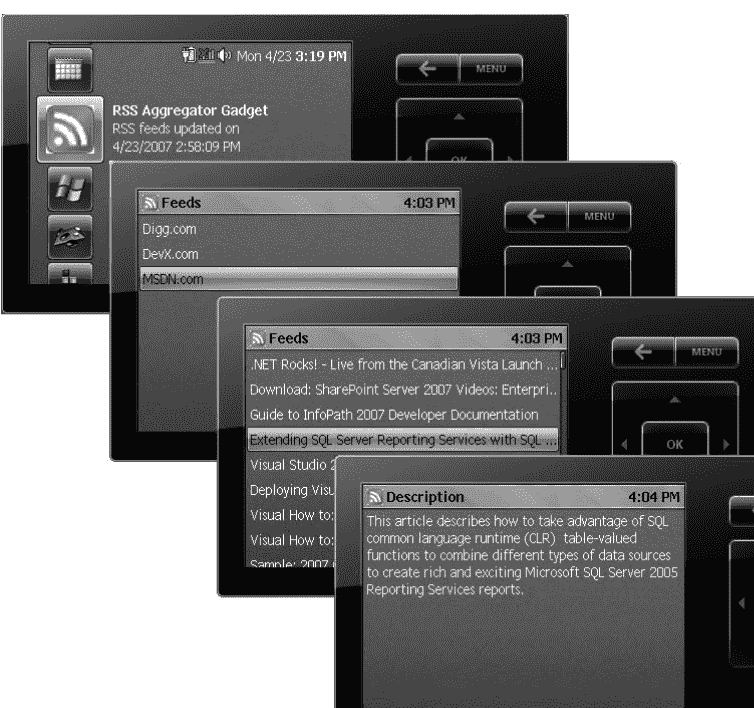 Mon 4/23 3:19 PM
MENU
RSS Aggregator Gadget
RSS feeds updated on
4/23/2007 2:58:09 PM
OK
Feeds 4:03 PM
MENU
Digg.com
DevX.com
MSDN.com
Feeds 4:03 PM
MENU
.NET Rocks! - Live from the Canadian Vista Launch ...
Download: SharePoint Server 2007 Videos: Enterpri..
Guide to InfoPath 2007 Developer Documentation
Extending SQL Server Reporting Services with SQL ...
OK
Visual Studio 2
Deploying Visu
Visual How to:
Visual How to:
Sample: 2007
Description 4:04 PM
This article describes how to take advantage of SQL
common language runtime (CLR) table-valued
functions to combine different types of data sources
to create rich and exciting Microsoft SQL Server 2005
Reporting Services reports.